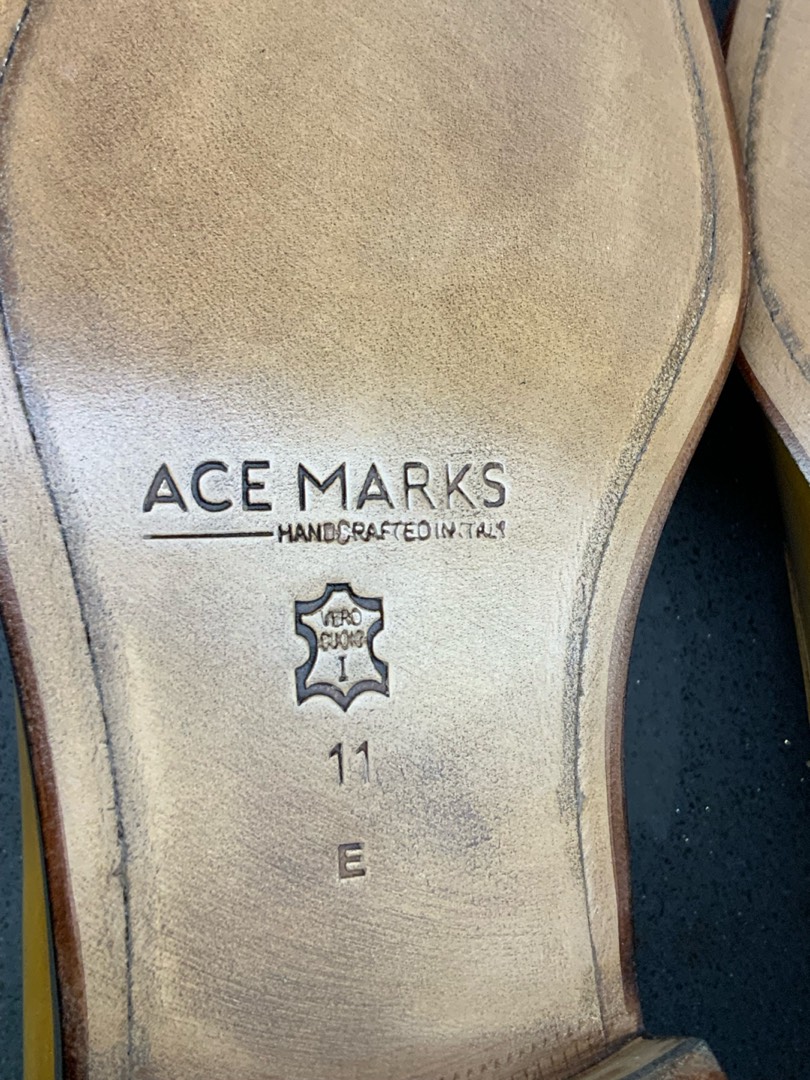 ACE MARKS
HANDCRAFTED IN ITALY
VERO
CUOIO
I
11
E